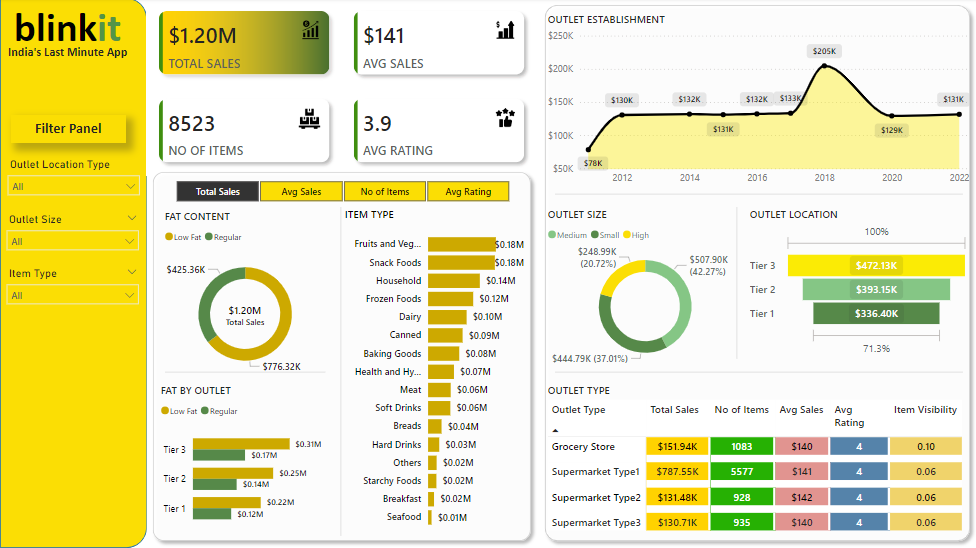 blinkit
India's Last Minute App
Filter Panel
Outlet Location Type
All
Outlet Size
All
Item Type
All
$1.20M
TOTAL SALES
$141
AVG SALES
8523
NO OF ITEMS
3.9
AVG RATING
Total Sales Avg Sales No of Items Avg Rating
FAT CONTENT
Low Fat Regular
$425.36K
$1.20M
Total Sales
$776.32K
FAT BY OUTLET
Low Fat Regular
Tier 3 $0.31M
$0.17M
Tier 2 $0.25M
$0.14M
Tier 1 $0.22M
$0.12M
ITEM TYPE
Fruits and Veg... $0.18M
Snack Foods $0.18M
Household $0.14M
Frozen Foods $0.12M
Dairy $0.10M
Canned $0.09M
Baking Goods $0.08M
Health and Hy... $0.07M
Meat $0.06M
Soft Drinks $0.06M
Breads $0.04M
Hard Drinks $0.03M
Others $0.02M
Starchy Foods $0.02M
Breakfast $0.02M
Seafood $0.01M
OUTLET ESTABLISHMENT
$250K
$200K
$150K
$100K
$50K
$78K
$130K
$132K
$131K
$132K
$133K
$205K
$129K
$131K
2012 2014 2016 2018 2020 2022
OUTLET SIZE
Medium Small High
$248.99K
(20.72%)
$507.90K
(42.27%)
$444.79K (37.01%)
OUTLET LOCATION
100%
Tier 3 $472.13K
Tier 2 $393.15K
Tier 1 $336.40K
71.3%
OUTLET TYPE
Outlet Type Total Sales No of Items Avg Sales Avg Rating Item Visibility
Grocery Store $151.94K 1083 $140 4 0.10
Supermarket Type1 $787.55K 5577 $141 4 0.06
Supermarket Type2 $131.48K 928 $142 4 0.06
Supermarket Type3 $130.71K 935 $140 4 0.06